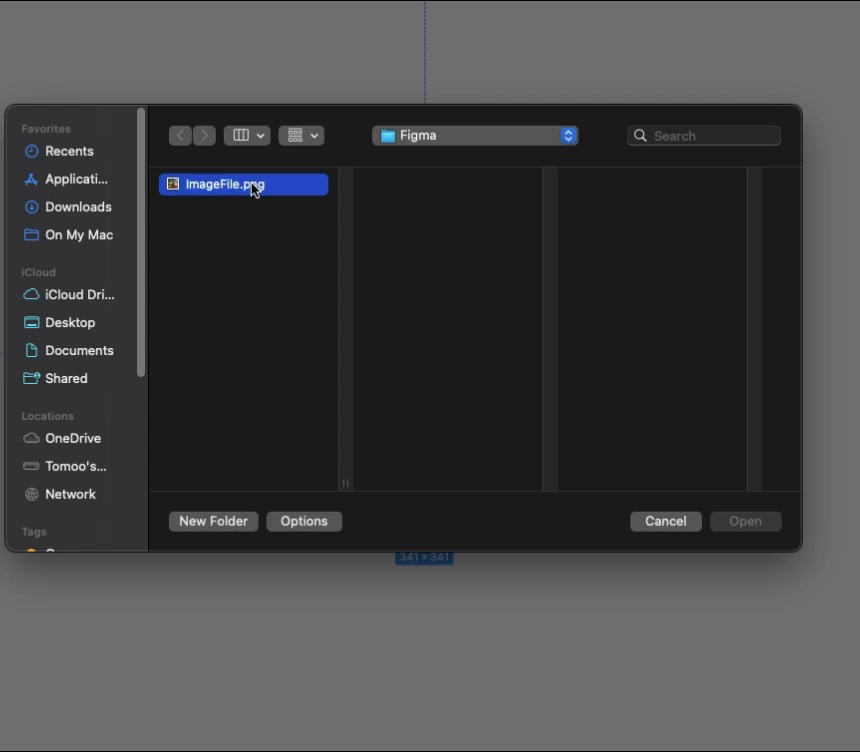 Favorites
Recents
Applicati...
Downloads
On My Mac
iCloud
iCloud Dri...
Desktop
Documents
Shared
Locations
OneDrive
Tomoo's...
Network
Tags
Figma
Search
ImageFile.png
New Folder
Options
Cancel
Open
341 × 341